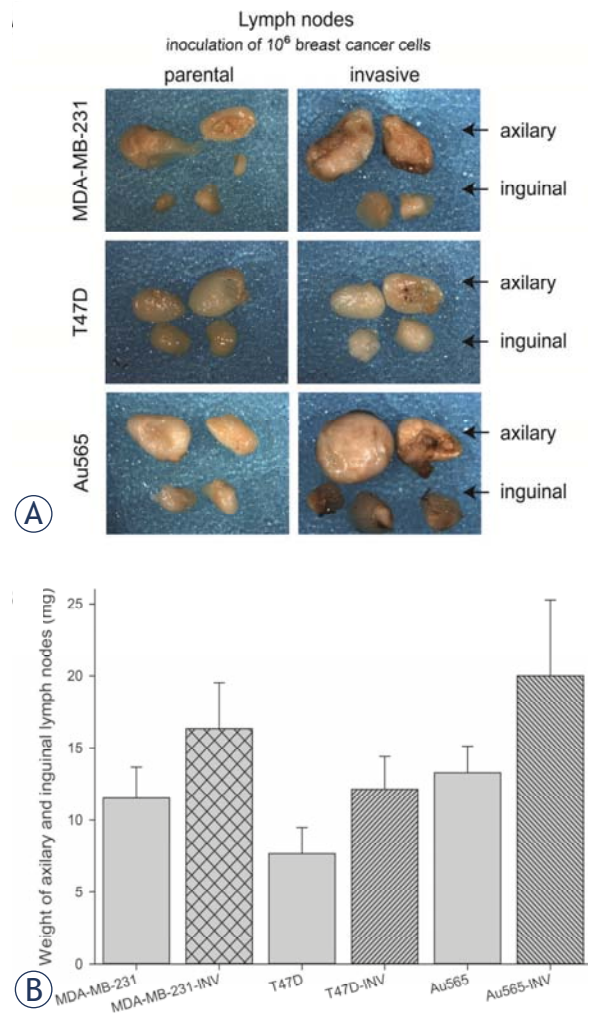 Lymph nodes
inoculation of 10⁶ breast cancer cells
parental invasive
MDA-MB-231
axilary
inguinal
T47D
axilary
inguinal
Au565
axilary
inguinal
A
Weight of axilary and inguinal lymph nodes (mg)
25
20
15
10
5
0
MDA-MB-231
MDA-MB-231-INV
T47D
T47D-INV
Au565
Au565-INV
B